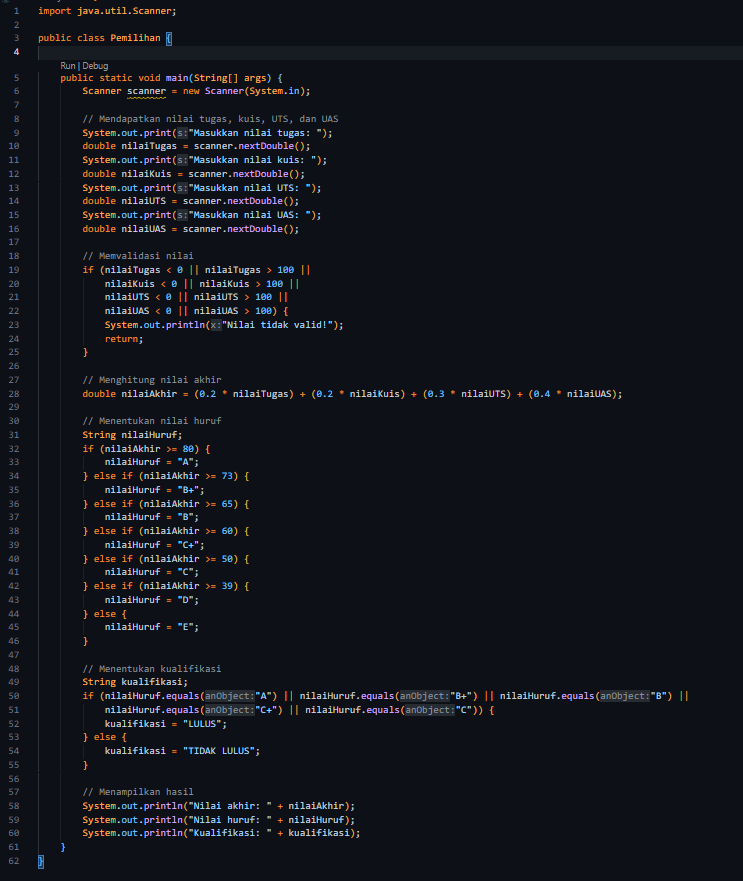 1 import java.util.Scanner;
2
3 public class Pemilihan {
4
Run | Debug
5 public static void main(String[] args) {
6 Scanner scanner = new Scanner(System.in);
7
8 // Mendapatkan nilai tugas, kuis, UTS, dan UAS
9 System.out.print(s:"Masukkan nilai tugas: ");
10 double nilaiTugas = scanner.nextDouble();
11 System.out.print(s:"Masukkan nilai kuis: ");
12 double nilaiKuis = scanner.nextDouble();
13 System.out.print(s:"Masukkan nilai UTS: ");
14 double nilaiUTS = scanner.nextDouble();
15 System.out.print(s:"Masukkan nilai UAS: ");
16 double nilaiUAS = scanner.nextDouble();
17
18 // Memvalidasi nilai
19 if (nilaiTugas < 0 || nilaiTugas > 100 ||
20 nilaiKuis < 0 || nilaiKuis > 100 ||
21 nilaiUTS < 0 || nilaiUTS > 100 ||
22 nilaiUAS < 0 || nilaiUAS > 100) {
23 System.out.println(x:"Nilai tidak valid!");
24 return;
25 }
26
27 // Menghitung nilai akhir
28 double nilaiAkhir = (0.2 * nilaiTugas) + (0.2 * nilaiKuis) + (0.3 * nilaiUTS) + (0.4 * nilaiUAS);
29
30 // Menentukan nilai huruf
31 String nilaiHuruf;
32 if (nilaiAkhir >= 80) {
33 nilaiHuruf = "A";
34 } else if (nilaiAkhir >= 73) {
35 nilaiHuruf = "B+";
36 } else if (nilaiAkhir >= 65) {
37 nilaiHuruf = "B";
38 } else if (nilaiAkhir >= 60) {
39 nilaiHuruf = "C+";
40 } else if (nilaiAkhir >= 50) {
41 nilaiHuruf = "C";
42 } else if (nilaiAkhir >= 39) {
43 nilaiHuruf = "D";
44 } else {
45 nilaiHuruf = "E";
46 }
47
48 // Menentukan kualifikasi
49 String kualifikasi;
50 if (nilaiHuruf.equals(anObject:"A") || nilaiHuruf.equals(anObject:"B+") || nilaiHuruf.equals(anObject:"B") ||
51 nilaiHuruf.equals(anObject:"C+") || nilaiHuruf.equals(anObject:"C")) {
52 kualifikasi = "LULUS";
53 } else {
54 kualifikasi = "TIDAK LULUS";
55 }
56
57 // Menampilkan hasil
58 System.out.println("Nilai akhir: " + nilaiAkhir);
59 System.out.println("Nilai huruf: " + nilaiHuruf);
60 System.out.println("Kualifikasi: " + kualifikasi);
61 }
62 }